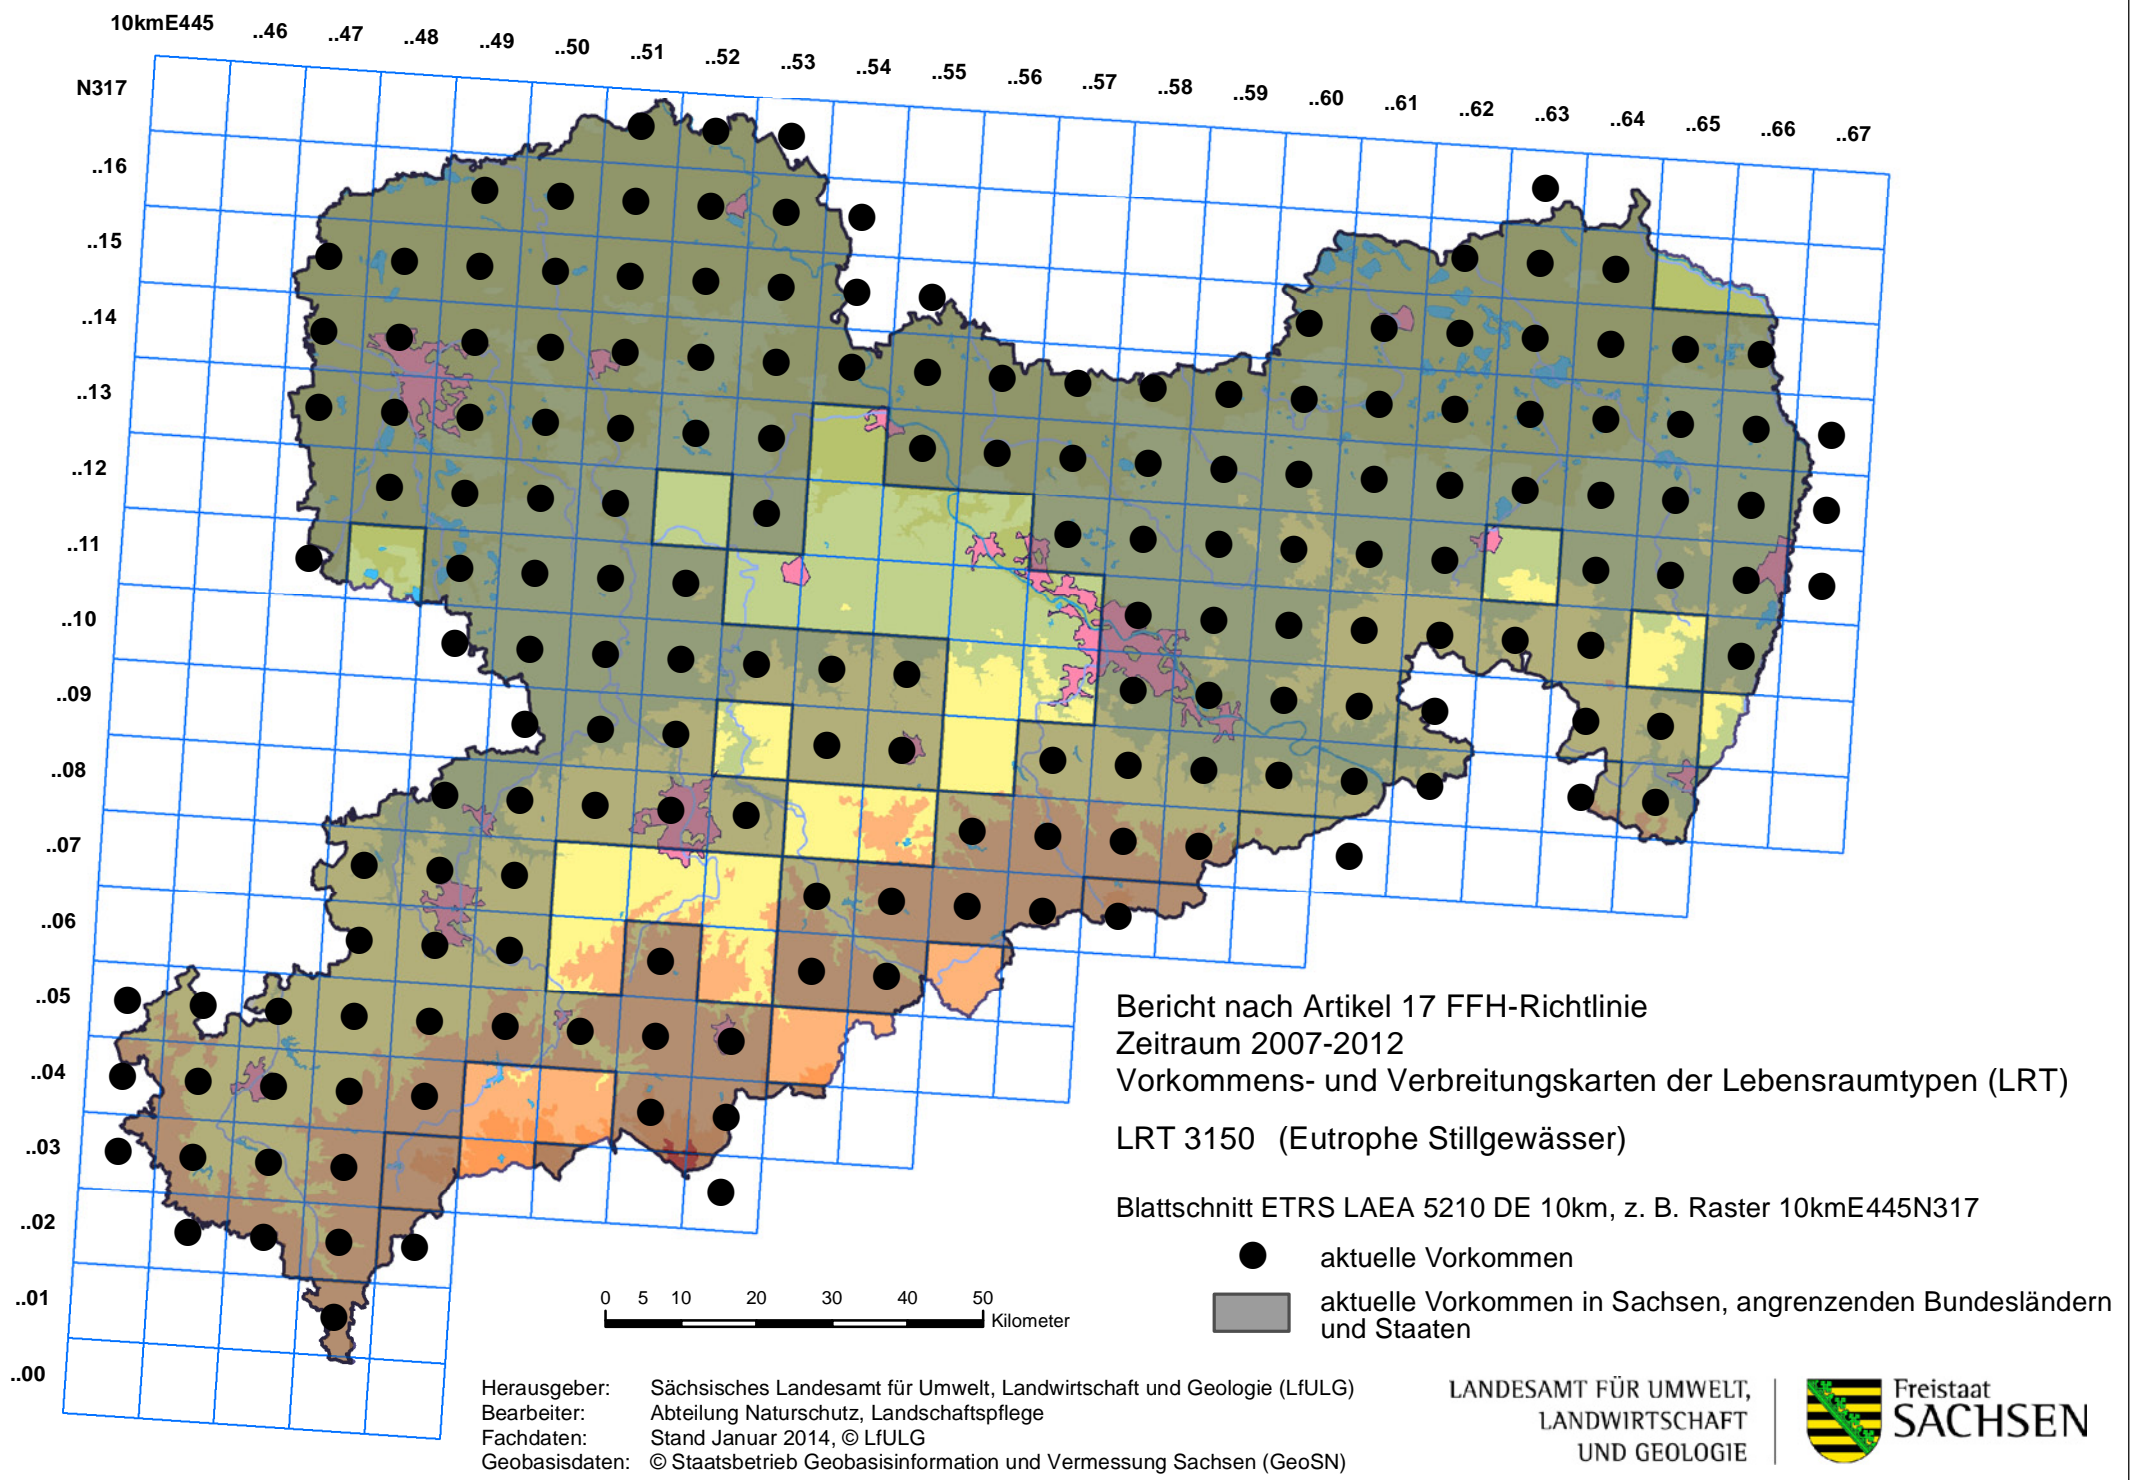 10kmE445 ..46 ..47 ..48 ..49 ..50 ..51 ..52 ..53 ..54 ..55 ..56 ..57 ..58 ..59 ..60 ..61 ..62 ..63 ..64 ..65 ..66 ..67
N317
..16
..15
..14
..13
..12
..11
..10
..09
..08
..07
..06
..05
..04
..03
..02
..01
..00
Bericht nach Artikel 17 FFH-Richtlinie
Zeitraum 2007-2012
Vorkommens- und Verbreitungskarten der Lebensraumtypen (LRT)
LRT 3150 (Eutrophe Stillgewässer)
Blattschnitt ETRS LAEA 5210 DE 10km, z. B. Raster 10kmE445N317
aktuelle Vorkommen
aktuelle Vorkommen in Sachsen, angrenzenden Bundesländern
und Staaten
0 5 10 20 30 40 50
Kilometer
Herausgeber: Sächsisches Landesamt für Umwelt, Landwirtschaft und Geologie (LfULG)
Bearbeiter: Abteilung Naturschutz, Landschaftspflege
Fachdaten: Stand Januar 2014, © LfULG
Geobasisdaten: © Staatsbetrieb Geobasisinformation und Vermessung Sachsen (GeoSN)
LANDESAMT FÜR UMWELT,
LANDWIRTSCHAFT
UND GEOLOGIE
Freistaat
SACHSEN